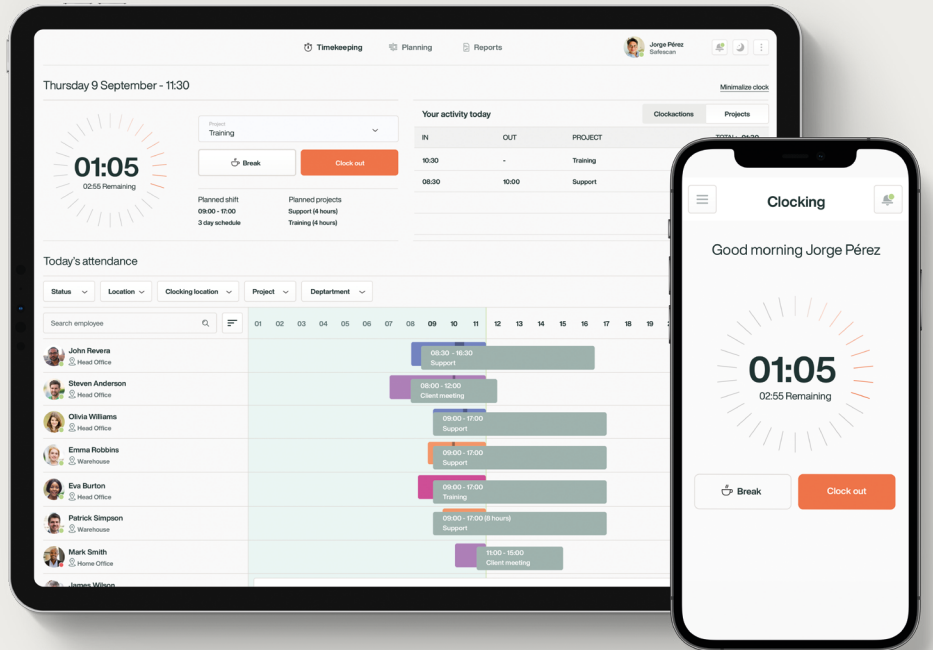 Timekeeping
Planning
Reports
Jorge Pérez
Safescan
Thursday 9 September - 11:30
Minimalize clock
01:05
02:55 Remaining
Project
Training
Break
Clock out
Planned shift
09:00 - 17:00
3 day schedule
Planned projects
Support (4 hours)
Training (4 hours)
Your activity today
Clockactions
Projects
IN OUT PROJECT TOTAL: 01:30
10:30 - Training
08:30 10:00 Support
Today's attendance
Status
Location
Clocking location
Project
Deptartment
Search employee
01 02 03 04 05 06 07 08 09 10 11 12 13 14 15 16 17 18 19
John Revera
Head Office
08:30 - 16:30
Support
Steven Anderson
Head Office
08:00 - 12:00
Client meeting
Olivia Williams
Head Office
09:00 - 17:00
Support
Emma Robbins
Warehouse
09:00 - 17:00
Support
Eva Burton
Head Office
09:00 - 17:00
Training
Patrick Simpson
Warehouse
09:00 - 17:00 (8 hours)
Support
Mark Smith
Home Office
11:00 - 15:00
Client meeting
James Wilson
Clocking
Good morning Jorge Pérez
01:05
02:55 Remaining
Break
Clock out